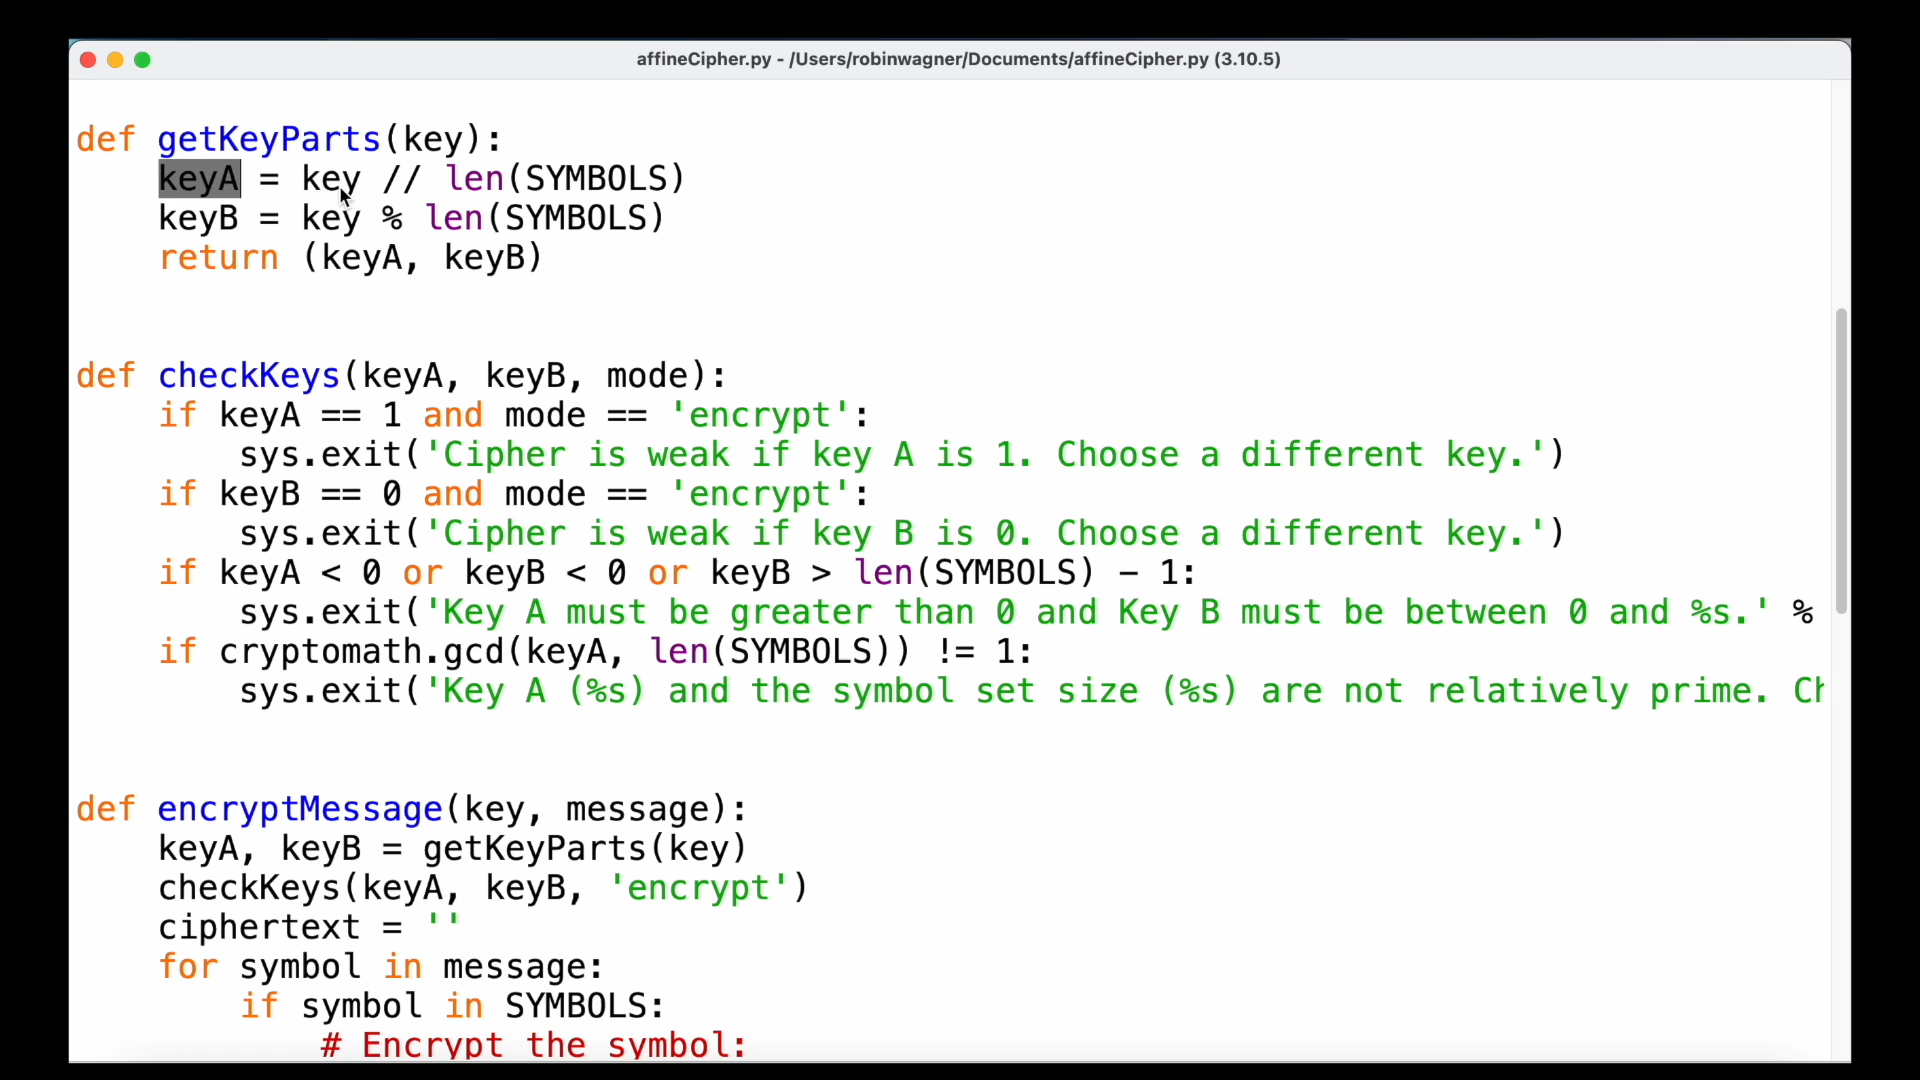 affineCipher.py - /Users/robinwagner/Documents/affineCipher.py (3.10.5)
def getKeyParts(key):
    keyA = key // len(SYMBOLS)
    keyB = key % len(SYMBOLS)
    return (keyA, keyB)
def checkKeys(keyA, keyB, mode):
    if keyA == 1 and mode == 'encrypt':
        sys.exit('Cipher is weak if key A is 1. Choose a different key.')
    if keyB == 0 and mode == 'encrypt':
        sys.exit('Cipher is weak if key B is 0. Choose a different key.')
    if keyA < 0 or keyB < 0 or keyB > len(SYMBOLS) - 1:
        sys.exit('Key A must be greater than 0 and Key B must be between 0 and %s.' %
    if cryptomath.gcd(keyA, len(SYMBOLS)) != 1:
        sys.exit('Key A (%s) and the symbol set size (%s) are not relatively prime. Ch
def encryptMessage(key, message):
    keyA, keyB = getKeyParts(key)
    checkKeys(keyA, keyB, 'encrypt')
    ciphertext = ''
    for symbol in message:
        if symbol in SYMBOLS:
            # Encrypt the symbol: